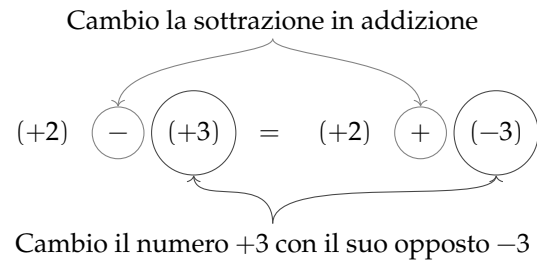 Cambio la sottrazione in addizione
(+2) − (+3) = (+2) + (−3)
Cambio il numero +3 con il suo opposto −3